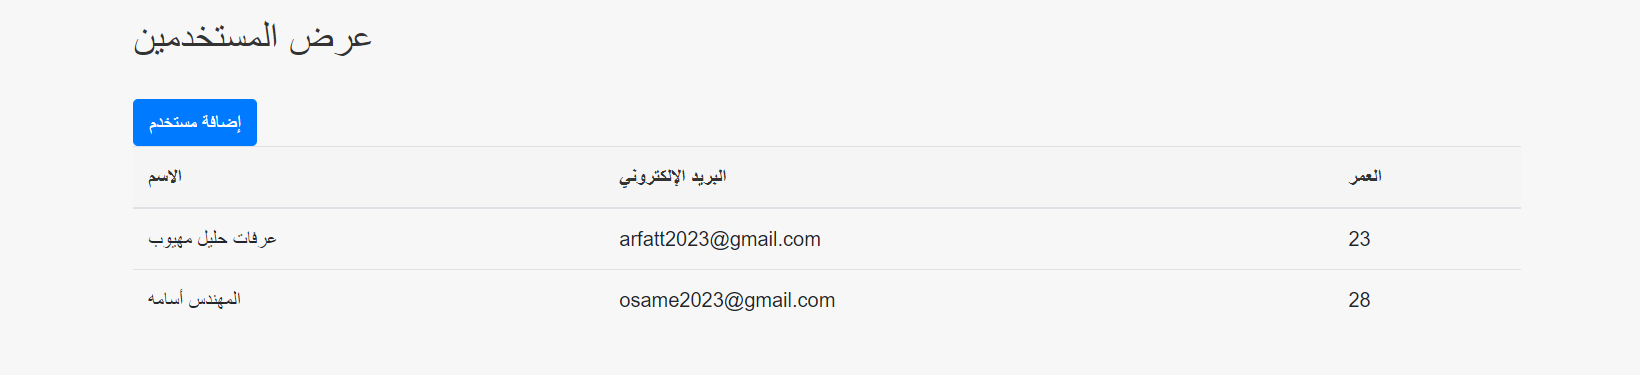 عرض المستخدمين
إضافة مستخدم
الاسم البريد الإلكتروني العمر
عرفات حليل مهيوب arfatt2023@gmail.com 23
المهندس أسامه osame2023@gmail.com 28